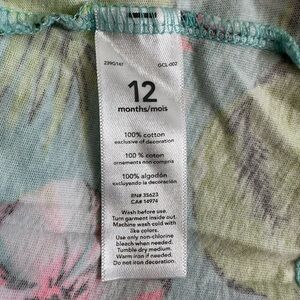 239G147 GCL-002
12
months/mois
100% cotton
exclusive of decoration
100% coton
ornements non compris
100% algodón
excluyendo la decoración
RN# 35623
CA# 14974
Wash before use.
Turn garment inside out.
Machine wash cold with
like colors.
Use only non-chlorine
bleach when needed.
Tumble dry medium.
Warm iron if needed.
Do not iron decoration.